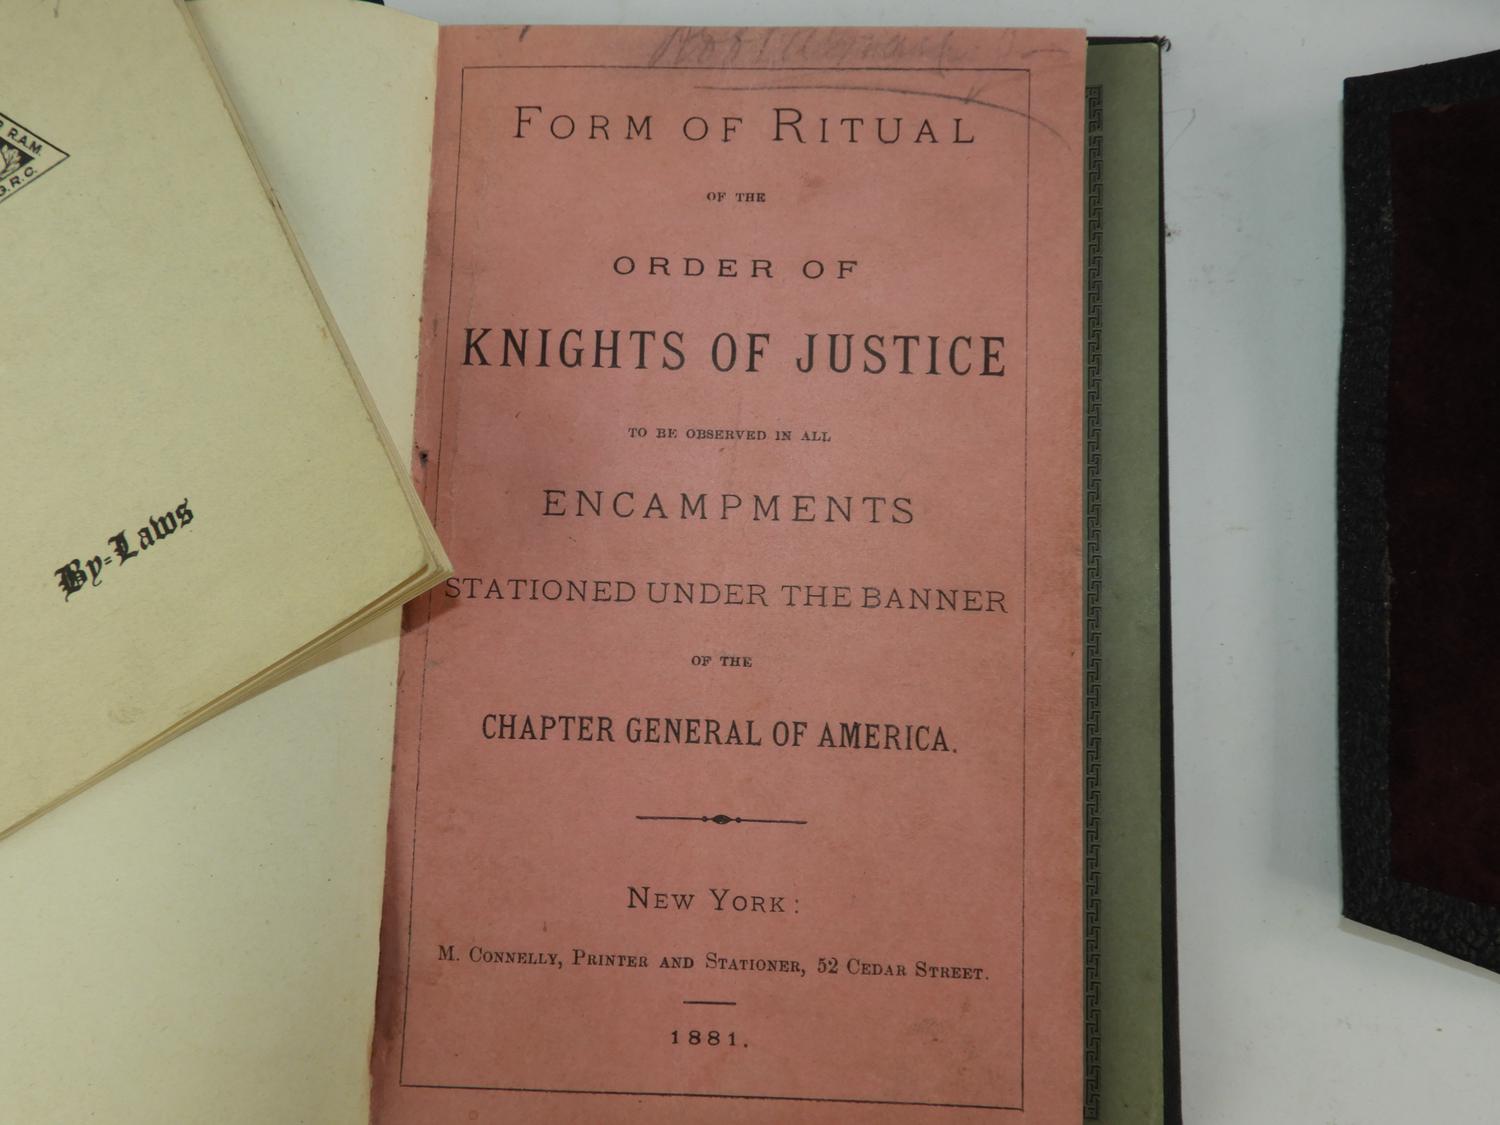 R.A.M.
G.R.C.
By-Laws
FORM OF RITUAL
OF THE
ORDER OF
KNIGHTS OF JUSTICE
TO BE OBSERVED IN ALL
ENCAMPMENTS
STATIONED UNDER THE BANNER
OF THE
CHAPTER GENERAL OF AMERICA.
NEW YORK:
M. CONNELLY, PRINTER AND STATIONER, 52 CEDAR STREET.
1881.